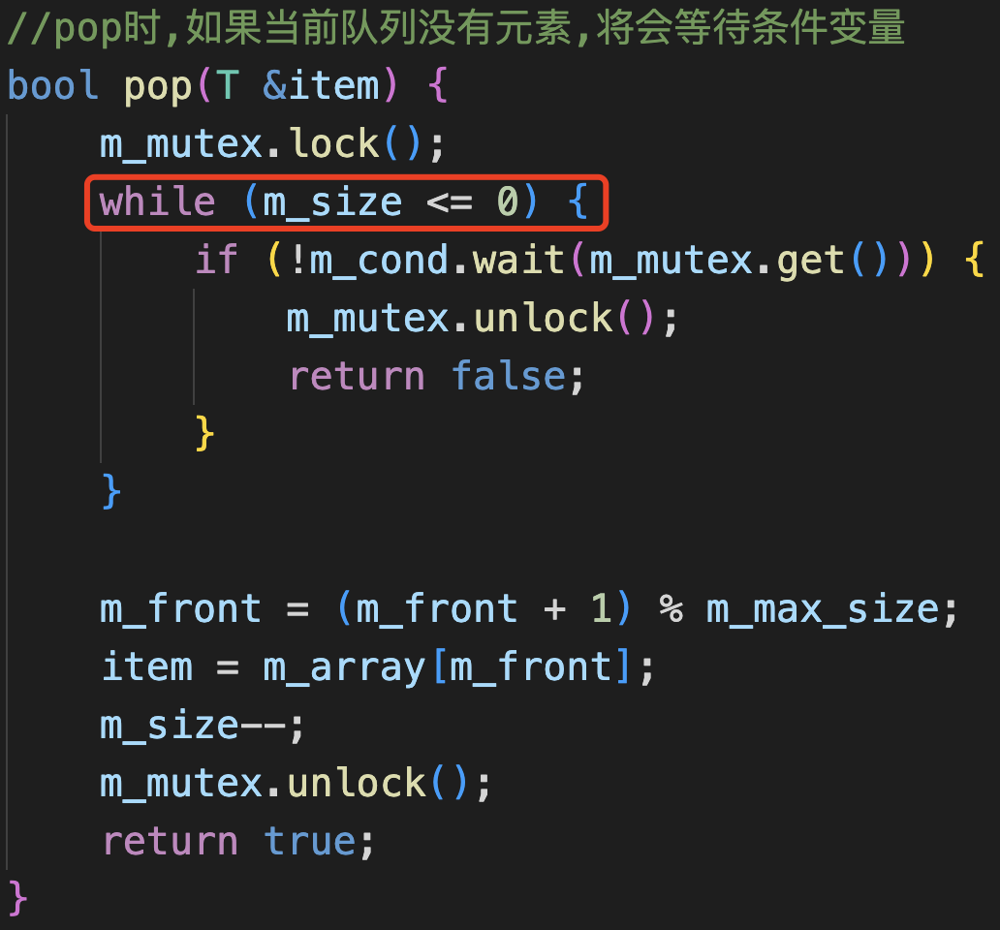 //pop时,如果当前队列没有元素,将会等待条件变量
bool pop(T &item) {
    m_mutex.lock();
    while (m_size <= 0) {
        if (!m_cond.wait(m_mutex.get())) {
            m_mutex.unlock();
            return false;
        }
    }
    m_front = (m_front + 1) % m_max_size;
    item = m_array[m_front];
    m_size--;
    m_mutex.unlock();
    return true;
}